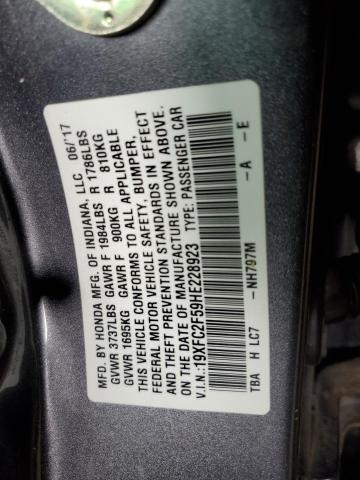 MFD. BY HONDA MFG. OF INDIANA, LLC 06/17
GVWR 3737LBS GAWR F 1984LBS R 1786LBS
GVWR 1695KG GAWR F 900KG R 810KG
THIS VEHICLE CONFORMS TO ALL APPLICABLE
FEDERAL MOTOR VEHICLE SAFETY, BUMPER,
AND THEFT PREVENTION STANDARDS IN EFFECT
ON THE DATE OF MANUFACTURE SHOWN ABOVE.
V.I.N.:19XFC2F59HE228923 TYPE: PASSENGER CAR
TBA H LC7 -NH797M -A -E